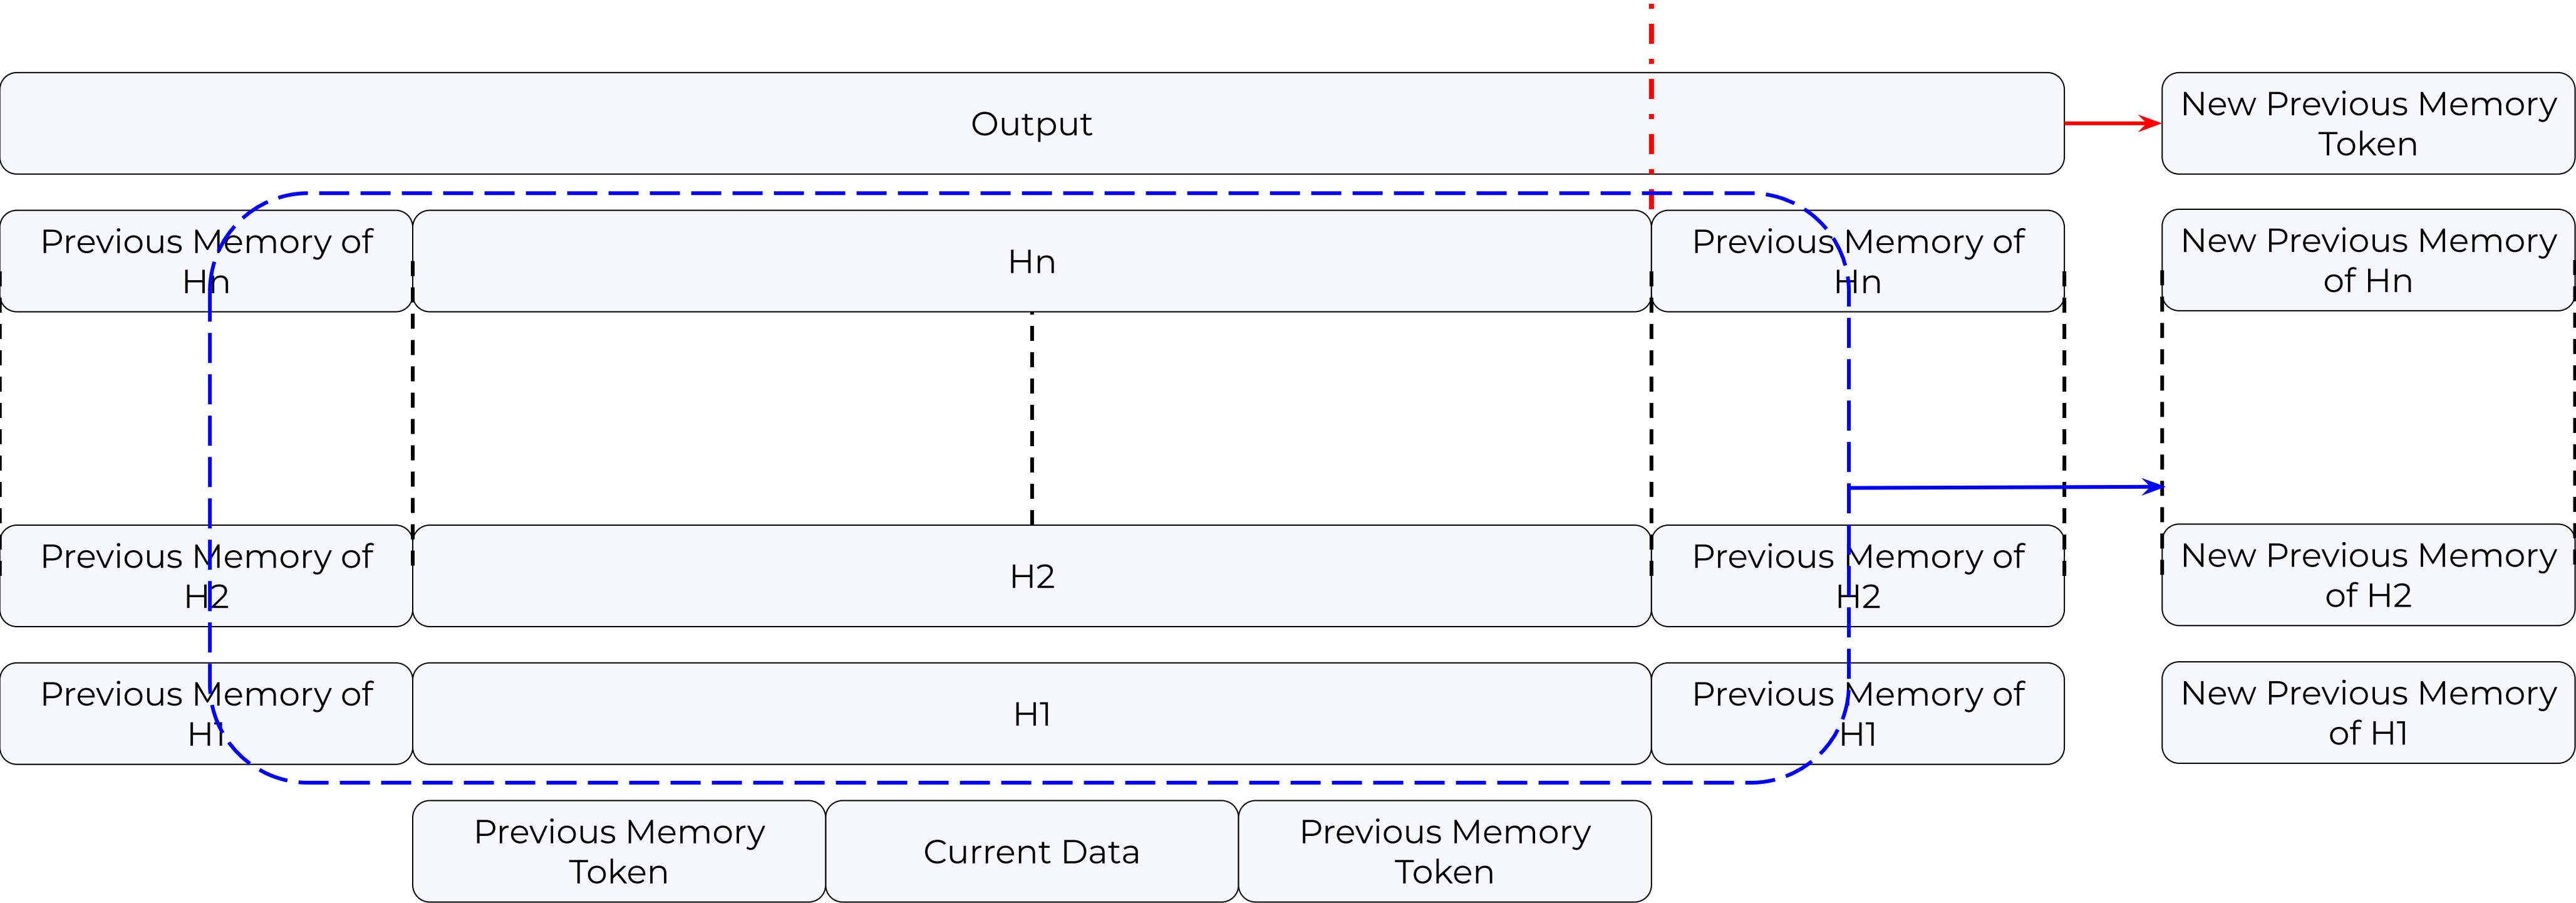 Output
New Previous Memory
Token
Previous Memory of
Hn
Hn
Previous Memory of
Hn
New Previous Memory
of Hn
Previous Memory of
H2
H2
Previous Memory of
H2
New Previous Memory
of H2
Previous Memory of
H1
H1
Previous Memory of
H1
New Previous Memory
of H1
Previous Memory
Token
Current Data
Previous Memory
Token